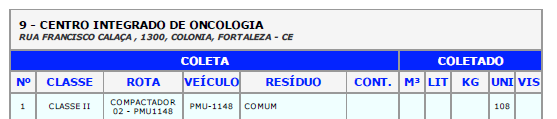 9 - CENTRO INTEGRADO DE ONCOLOGIA
RUA FRANCISCO CALAÇA , 1300, COLONIA, FORTALEZA - CE
COLETA COLETADO
Nº CLASSE ROTA VEÍCULO RESÍDUO CONT. M³ LIT KG UNI VIS
1 CLASSE II COMPACTADOR 02 - PMU1148 PMU-1148 COMUM 108